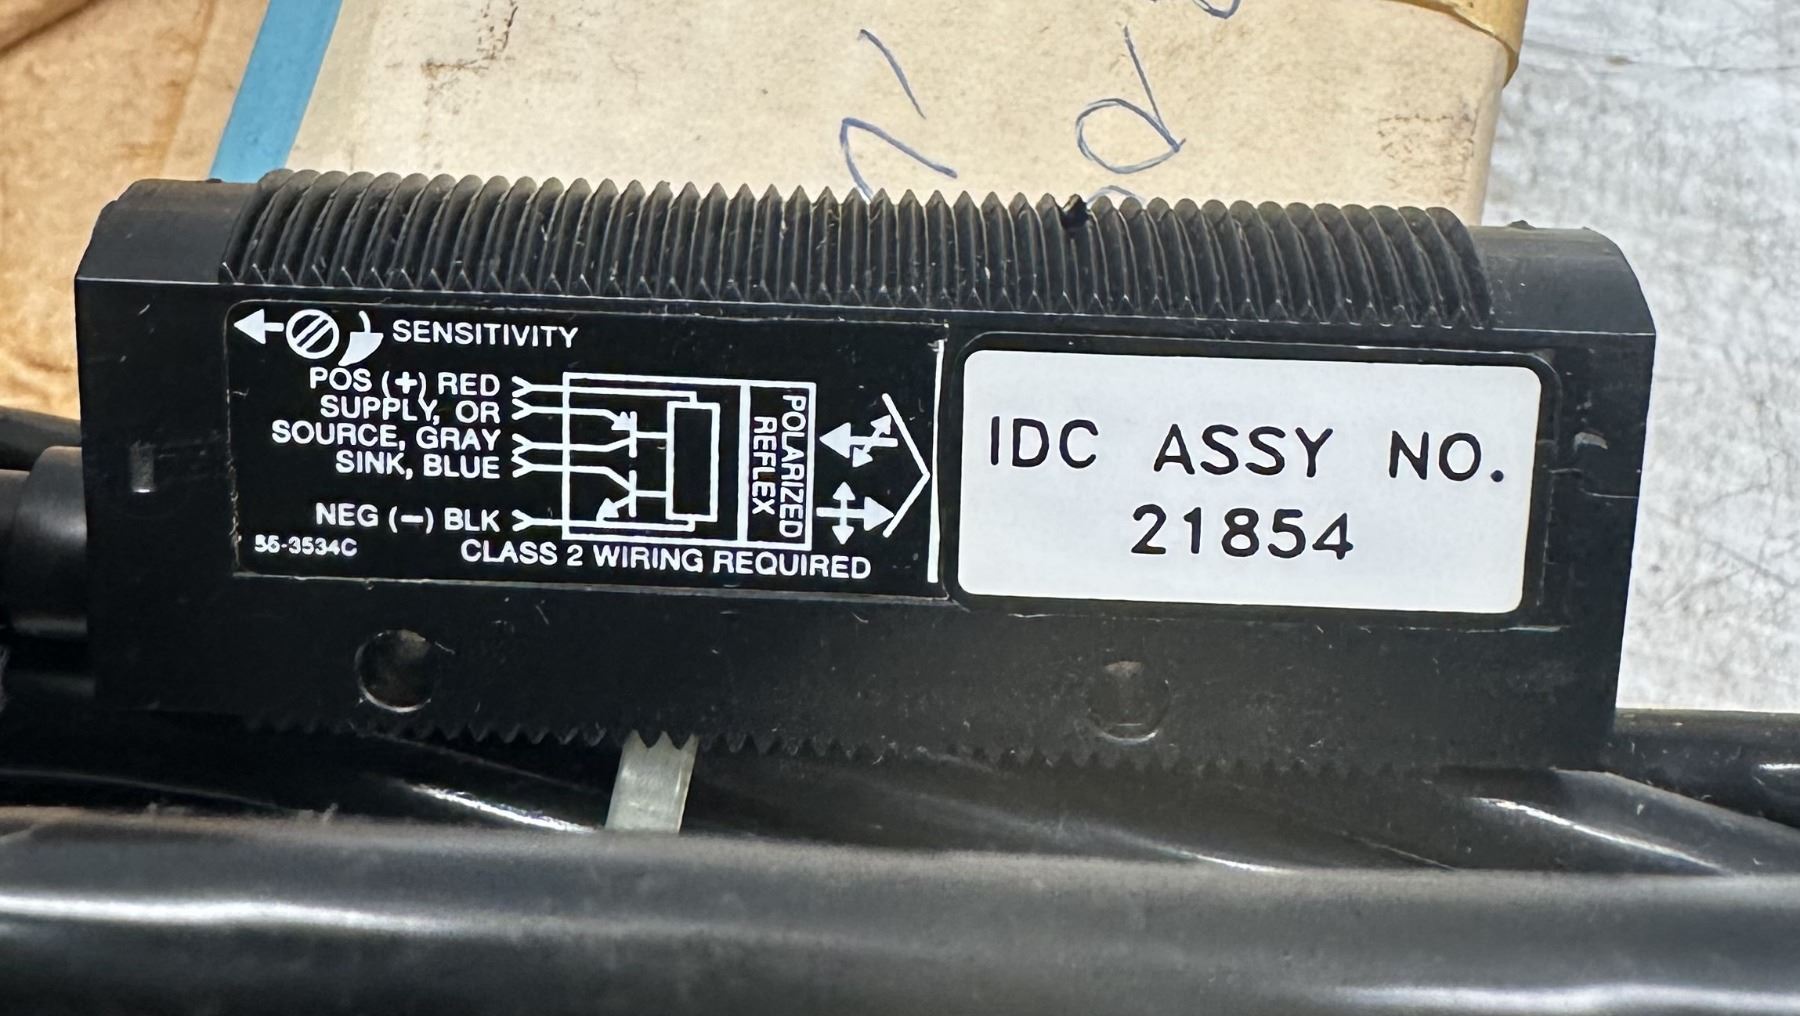 SENSITIVITY
POS (+) RED
SUPPLY, OR
SOURCE, GRAY
SINK, BLUE
NEG (−) BLK
POLARIZED
REFLEX
55-3534C
CLASS 2 WIRING REQUIRED
IDC ASSY NO.
21854